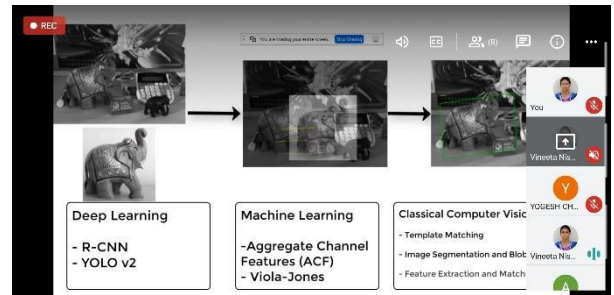 REC
You are sharing your entire screen.
Stop Sharing
(R)
You
Vineeta Nis...
Y
YOGESH CH...
Vineeta Nis...
A
Deep Learning
- R-CNN
- YOLO v2
Machine Learning
-Aggregate Channel
Features (ACF)
- Viola-Jones
Classical Computer Visic
- Template Matching
- Image Segmentation and Blob
- Feature Extraction and Match